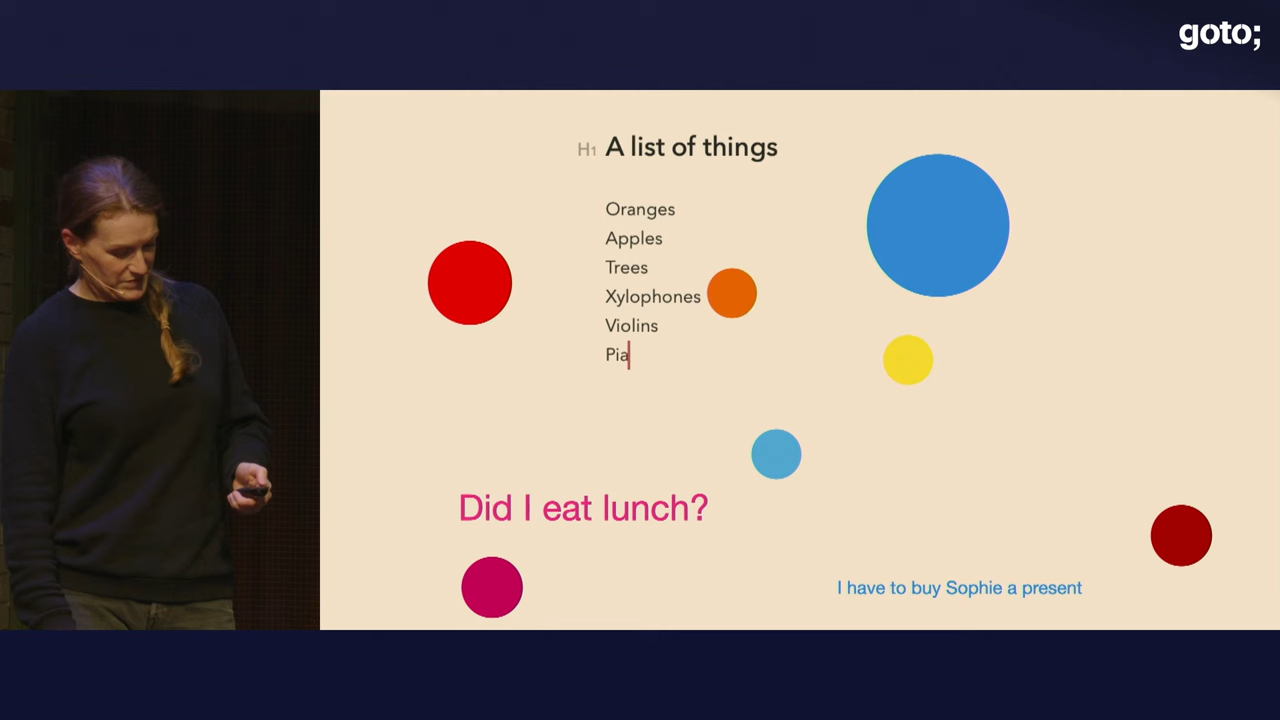 goto;
H1 A list of things
Oranges
Apples
Trees
Xylophones
Violins
Pia
Did I eat lunch?
I have to buy Sophie a present